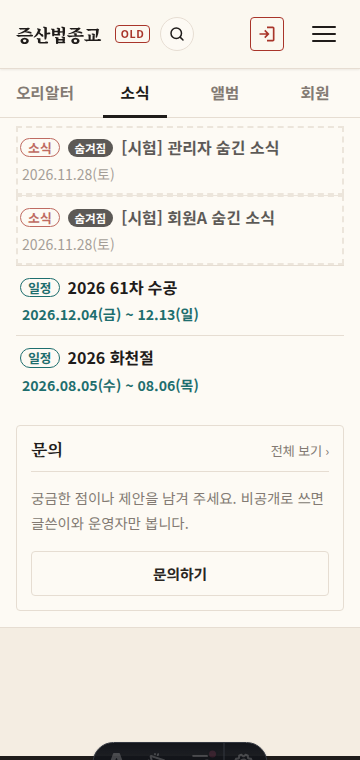 증산법종교 OLD
오리알터 소식 앨범 회원
소식 숨겨짐 [시험] 관리자 숨긴 소식
2026.11.28(토)
소식 숨겨짐 [시험] 회원A 숨긴 소식
2026.11.28(토)
일정 2026 61차 수공
2026.12.04(금) ~ 12.13(일)
일정 2026 화천절
2026.08.05(수) ~ 08.06(목)
문의 전체 보기 ›
궁금한 점이나 제안을 남겨 주세요. 비공개로 쓰면
글쓴이와 운영자만 봅니다.
문의하기